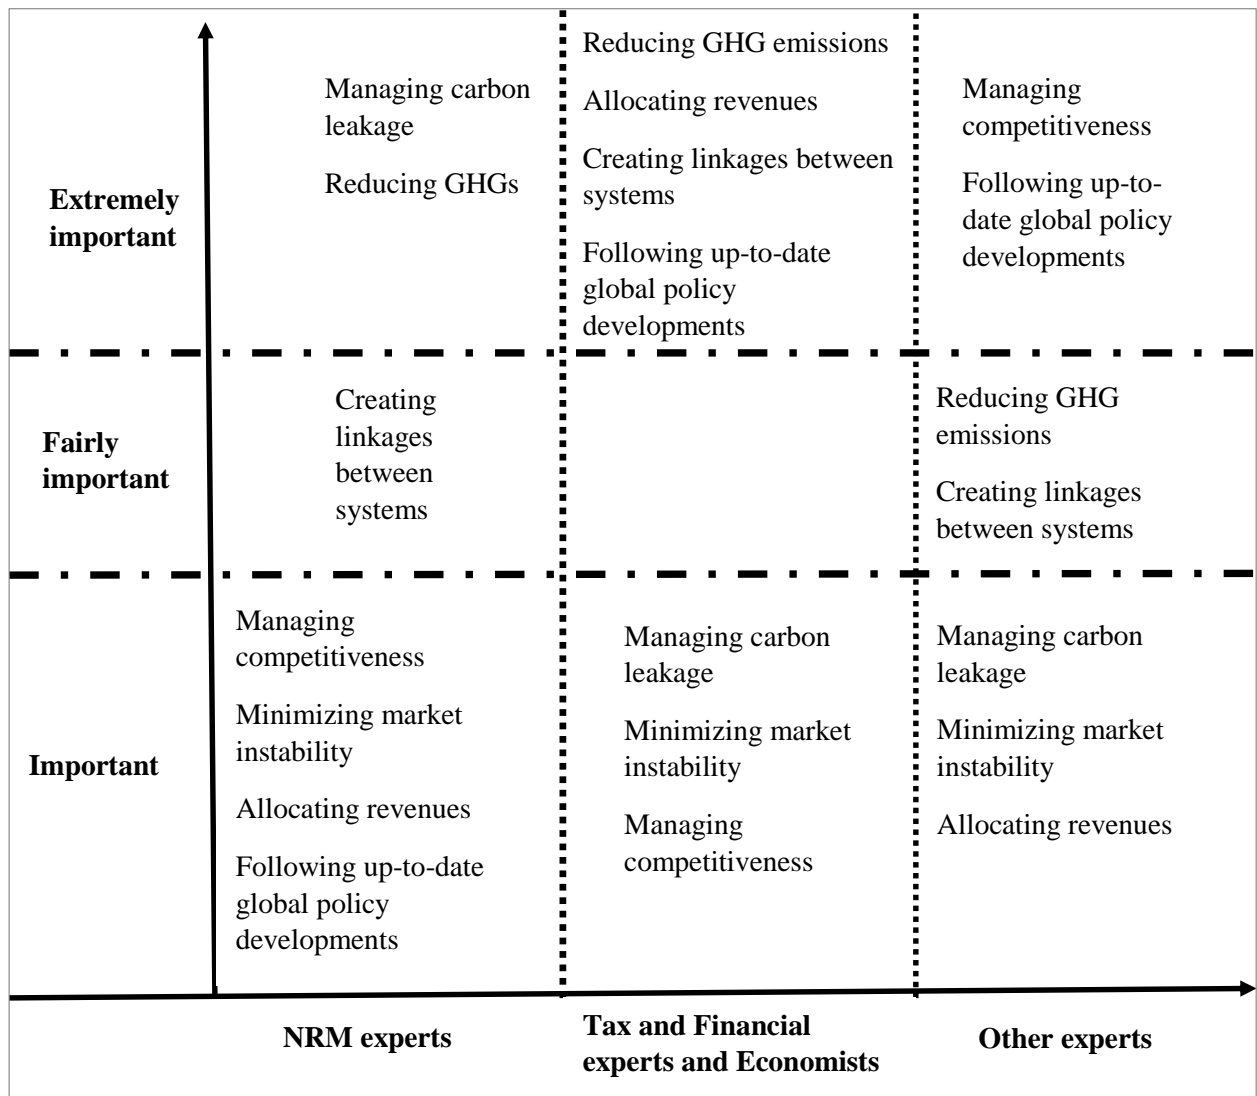 Extremely
important
Managing carbon
leakage
Reducing GHGs
Reducing GHG emissions
Allocating revenues
Creating linkages between
systems
Following up-to-date
global policy
developments
Managing
competitiveness
Following up-to-
date global policy
developments
Fairly
important
Creating
linkages
between
systems
Reducing GHG
emissions
Creating linkages
between systems
Important
Managing
competitiveness
Minimizing market
instability
Allocating revenues
Following up-to-date
global policy
developments
Managing carbon
leakage
Minimizing market
instability
Managing
competitiveness
Managing carbon
leakage
Minimizing market
instability
Allocating revenues
NRM experts
Tax and Financial
experts and Economists
Other experts